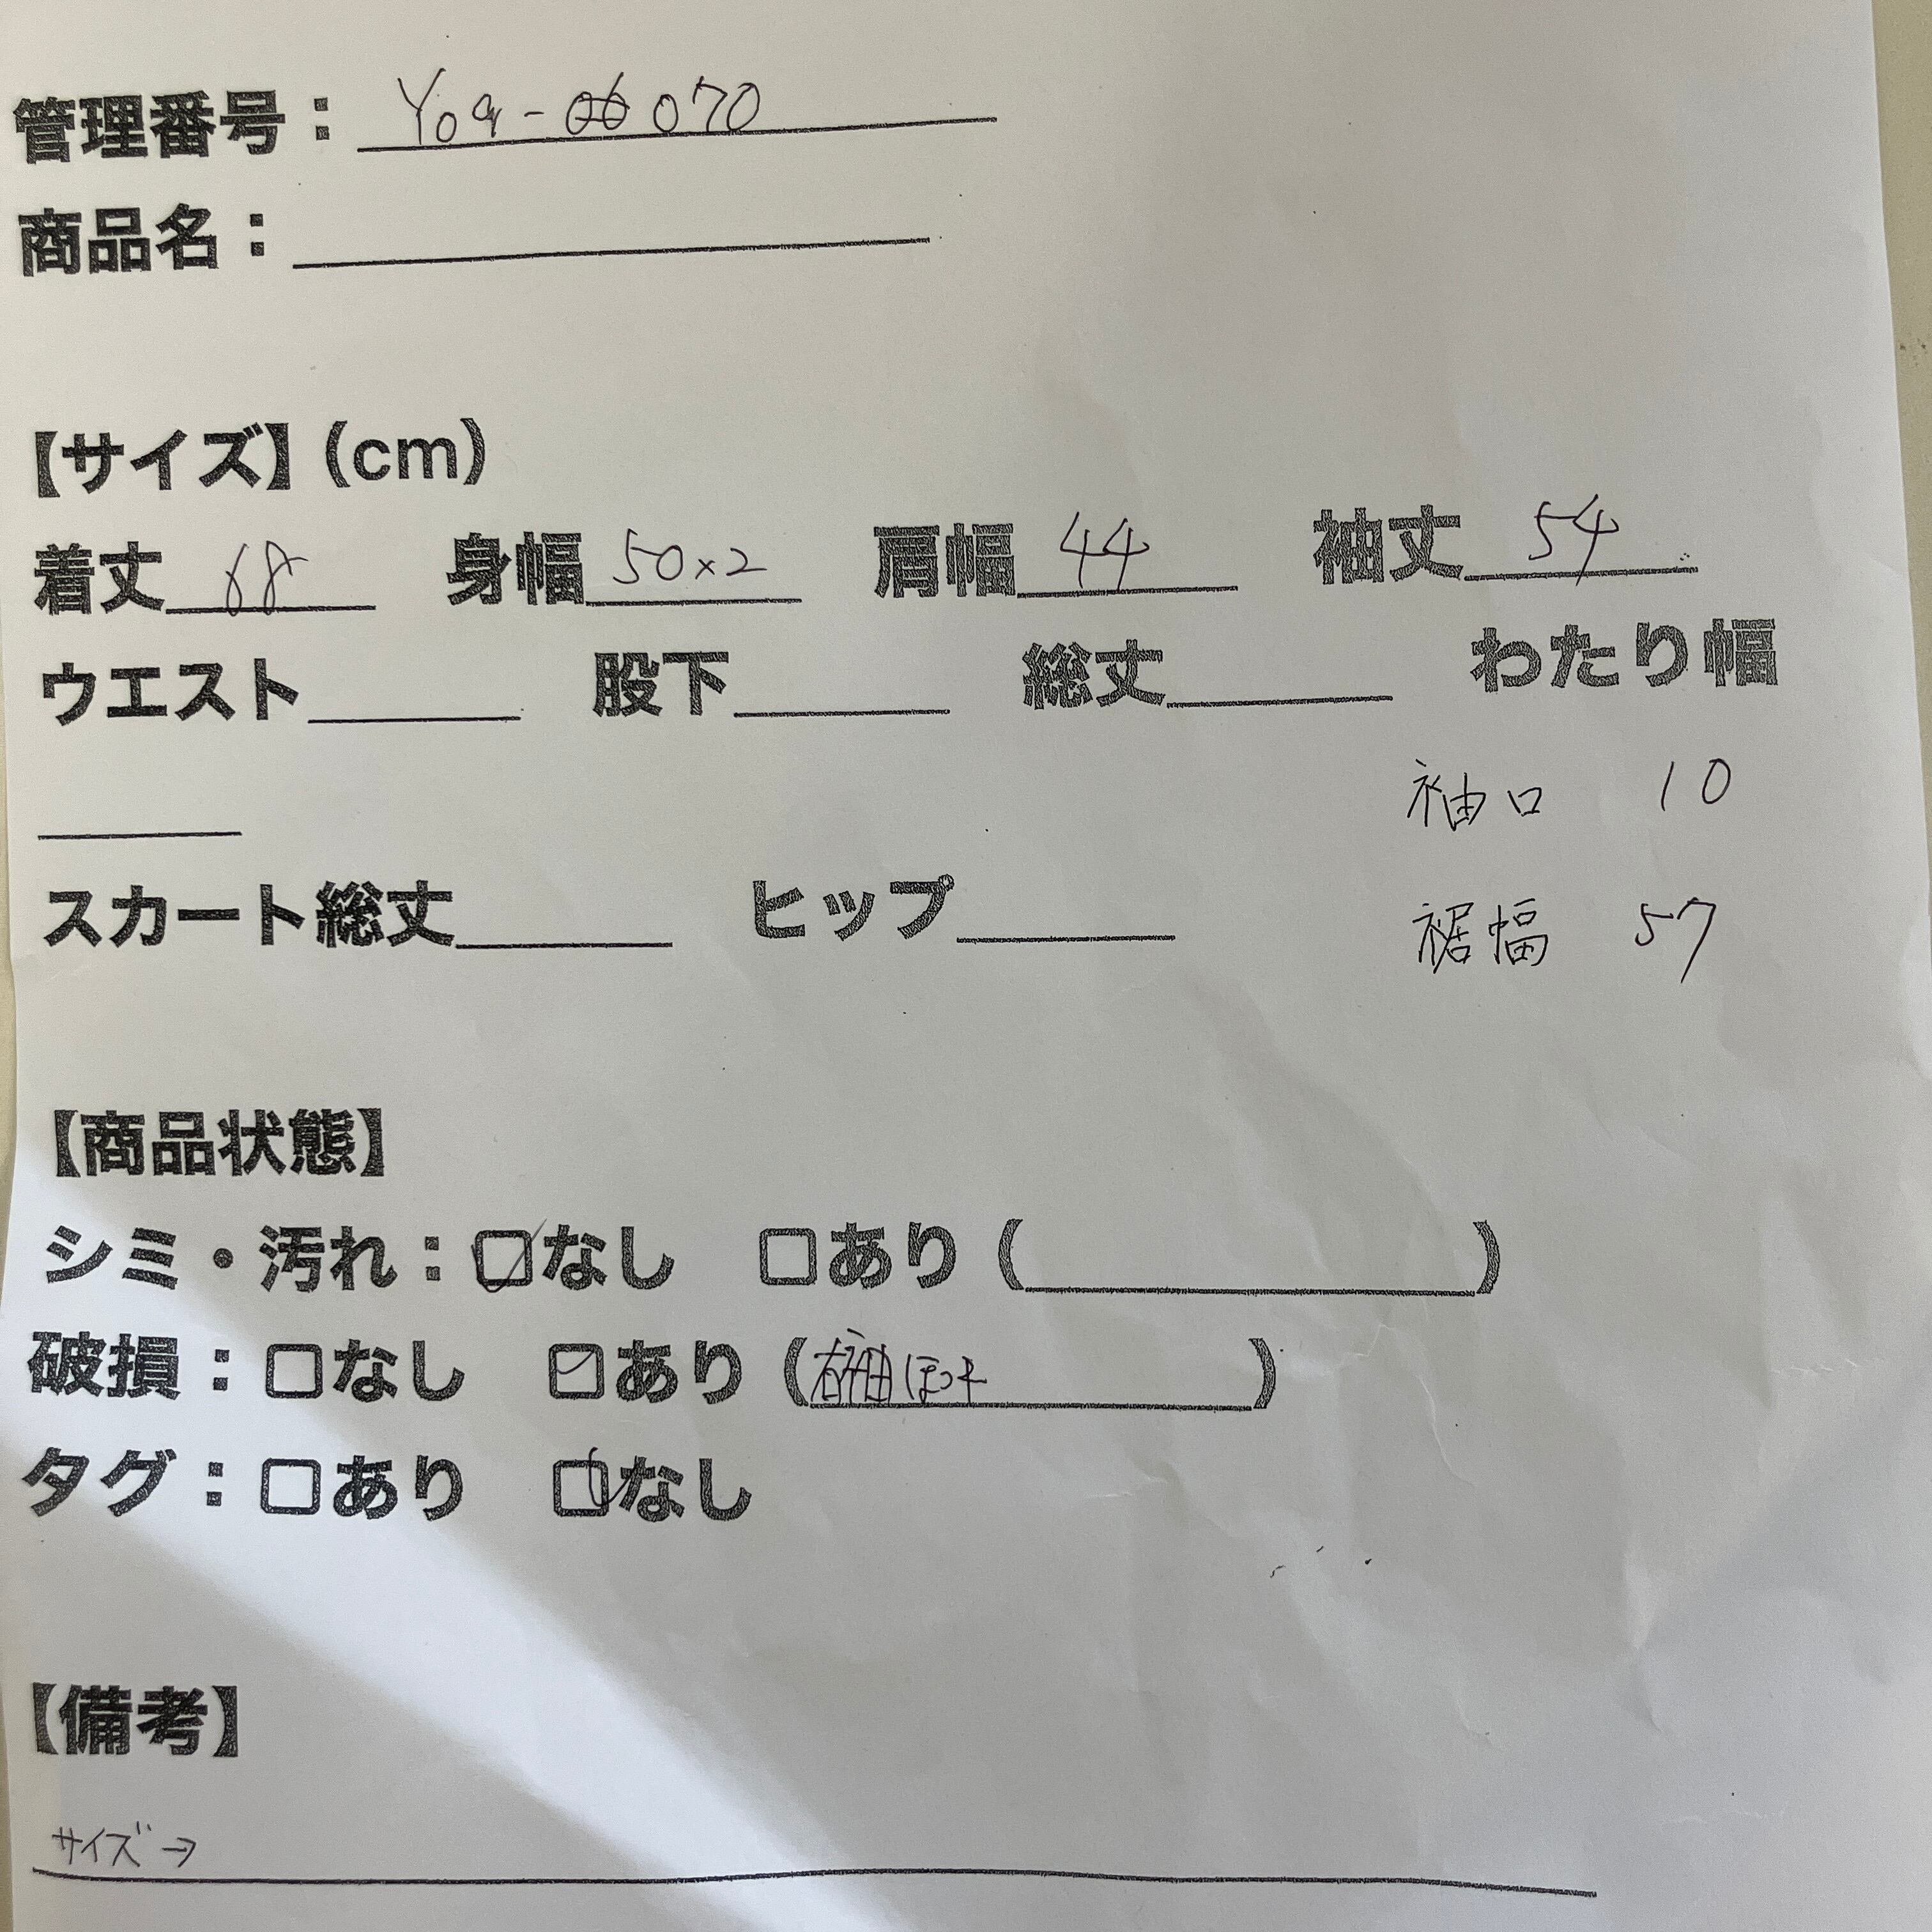 管理番号：Y09-070
商品名：
【サイズ】(cm)
着丈 68 身幅 50×2 肩幅 44 袖丈 54
ウエスト 股下 総丈 わたり幅
袖口 10
スカート総丈 ヒップ
裾幅 57
【商品状態】
シミ・汚れ：☑なし □あり（ ）
破損：□なし ☑あり（右袖ほつれ）
タグ：□あり ☑なし
【備考】
サイズ→